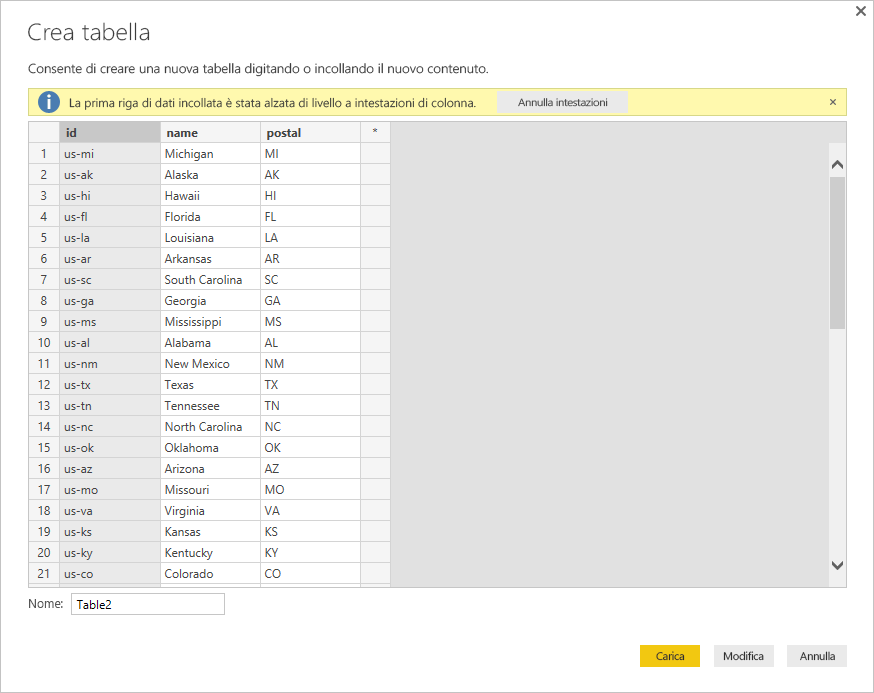 Crea tabella
Consente di creare una nuova tabella digitando o incollando il nuovo contenuto.
La prima riga di dati incollata è stata alzata di livello a intestazioni di colonna. Annulla intestazioni
id name postal *
1 us-mi Michigan MI
2 us-ak Alaska AK
3 us-hi Hawaii HI
4 us-fl Florida FL
5 us-la Louisiana LA
6 us-ar Arkansas AR
7 us-sc South Carolina SC
8 us-ga Georgia GA
9 us-ms Mississippi MS
10 us-al Alabama AL
11 us-nm New Mexico NM
12 us-tx Texas TX
13 us-tn Tennessee TN
14 us-nc North Carolina NC
15 us-ok Oklahoma OK
16 us-az Arizona AZ
17 us-mo Missouri MO
18 us-va Virginia VA
19 us-ks Kansas KS
20 us-ky Kentucky KY
21 us-co Colorado CO
Nome: Table2
Carica Modifica Annulla